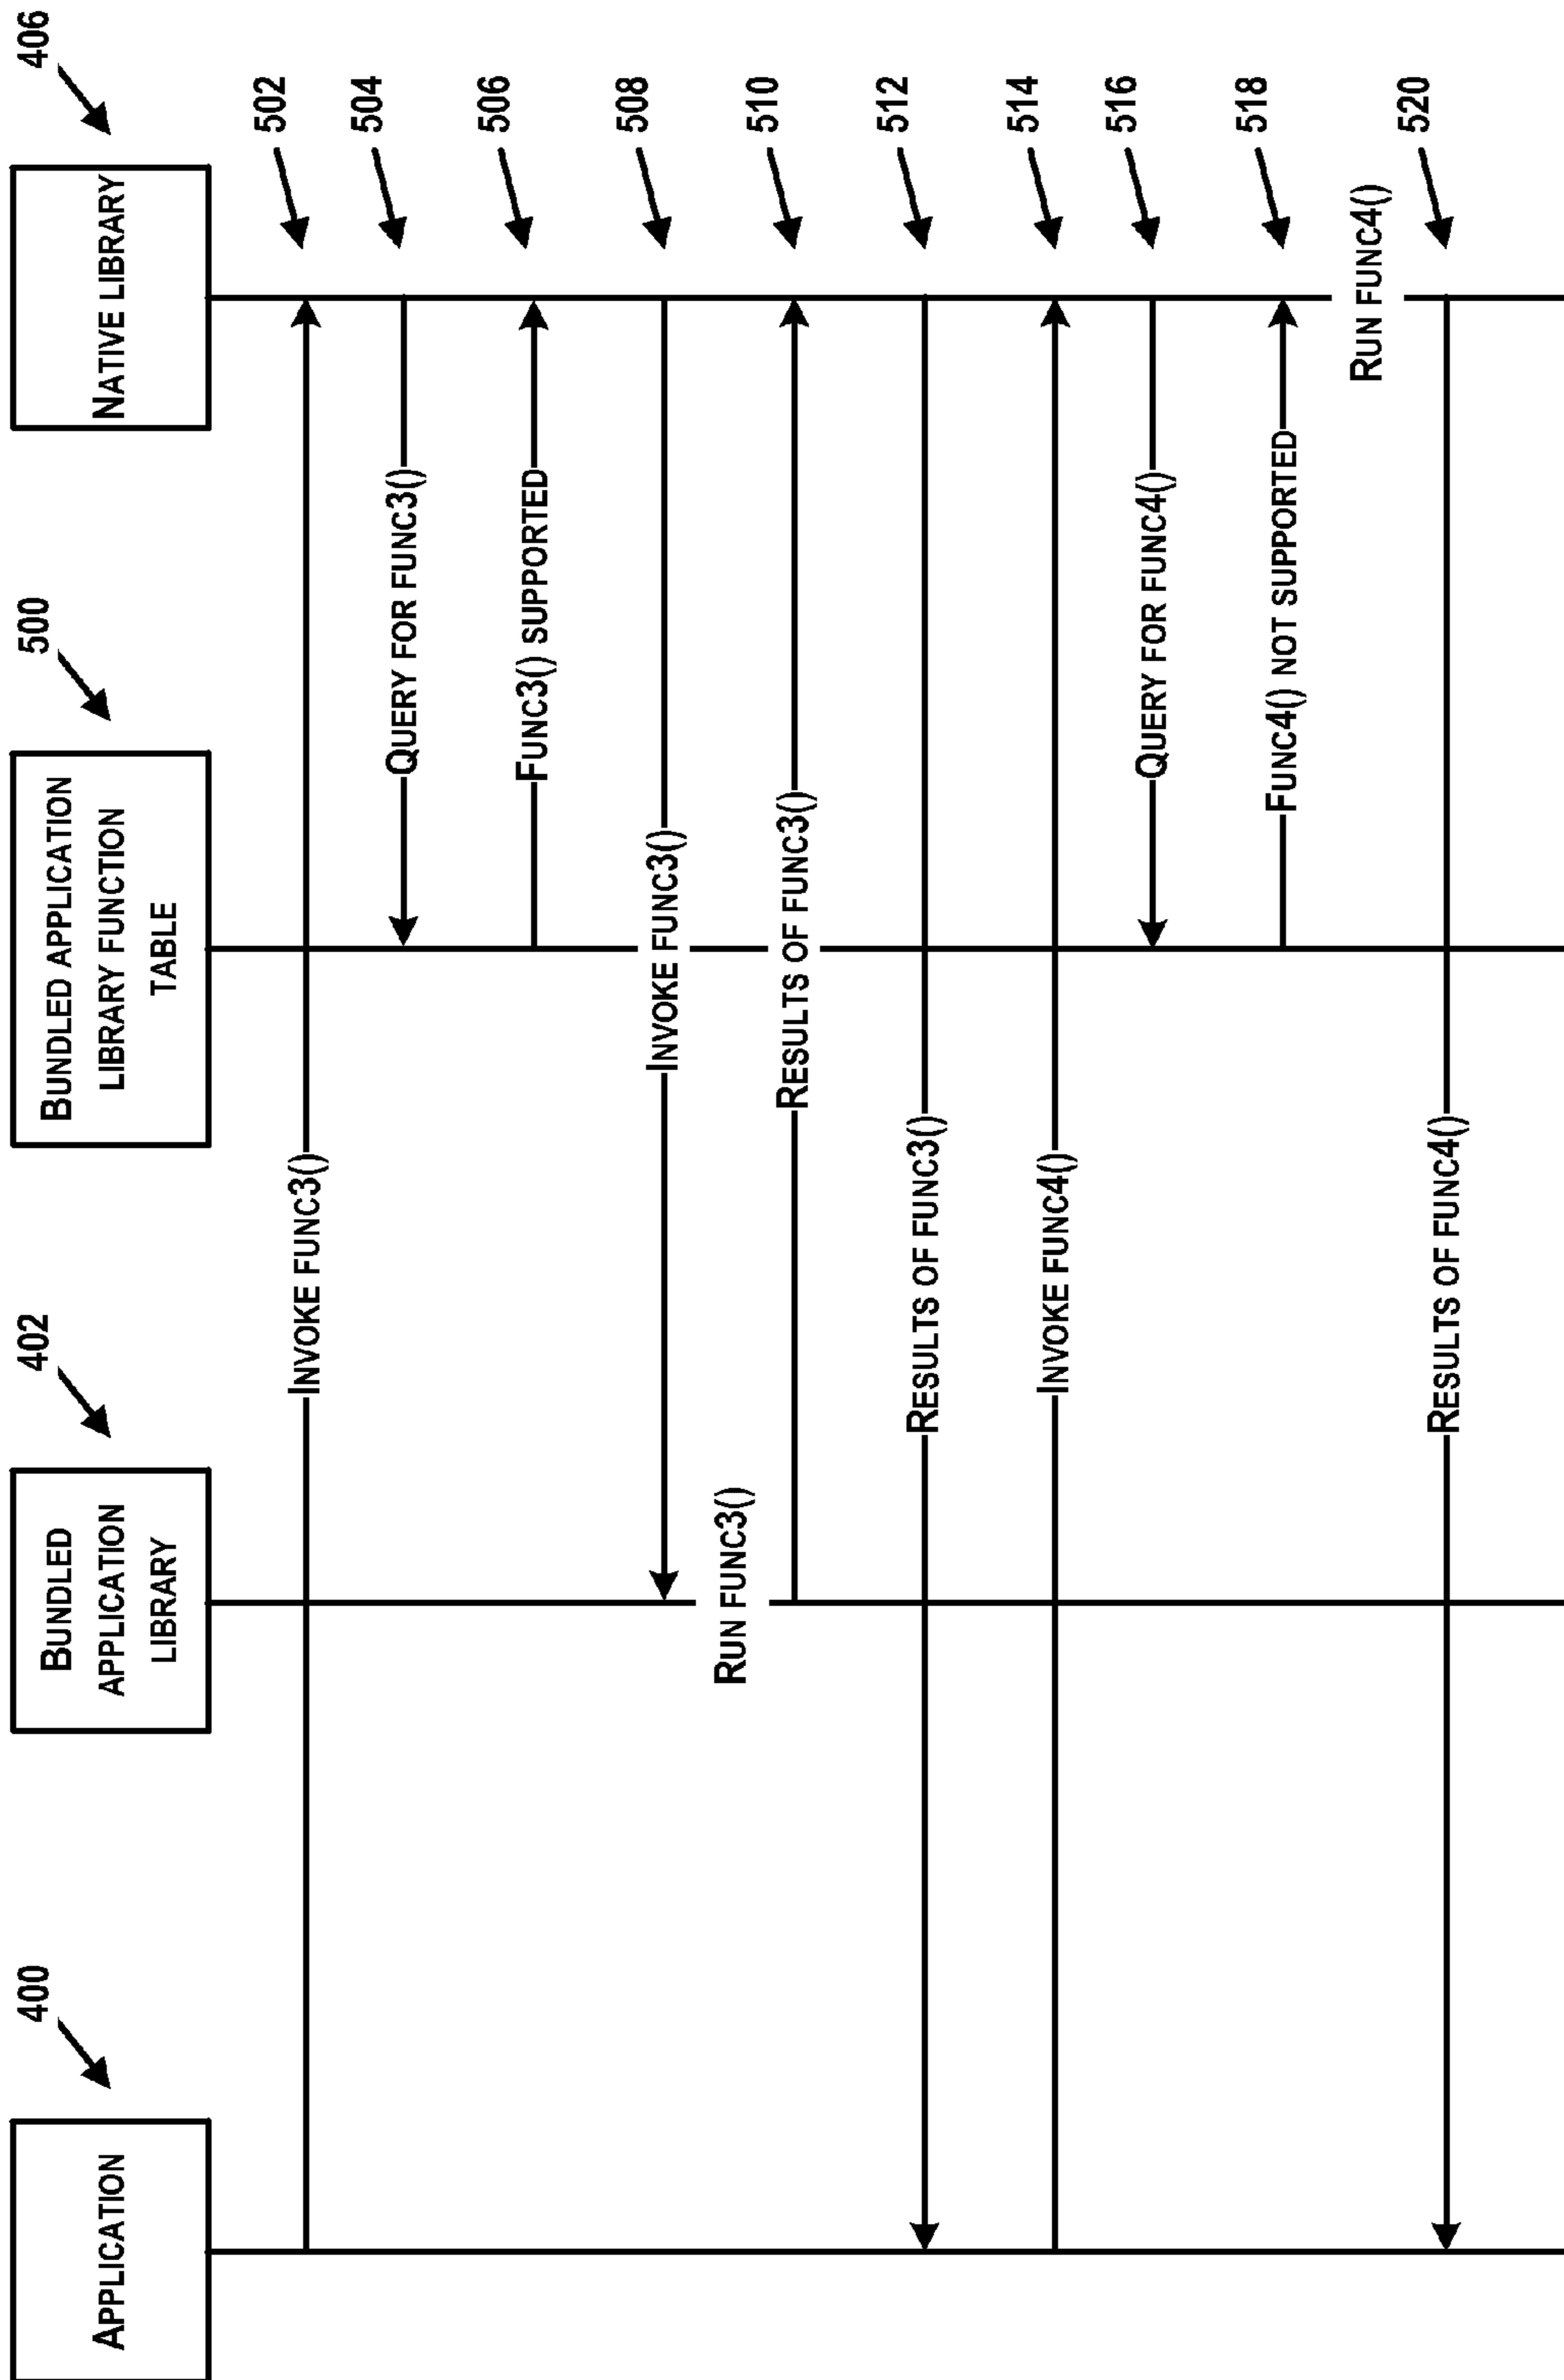 400
402
500
406
APPLICATION
BUNDLED
APPLICATION
LIBRARY
BUNDLED APPLICATION
LIBRARY FUNCTION
TABLE
NATIVE LIBRARY
INVOKE FUNC3()
502
QUERY FOR FUNC3()
504
FUNC3() SUPPORTED
506
INVOKE FUNC3()
508
RUN FUNC3()
RESULTS OF FUNC3()
510
RESULTS OF FUNC3()
512
INVOKE FUNC4()
514
QUERY FOR FUNC4()
516
FUNC4() NOT SUPPORTED
518
RUN FUNC4()
RESULTS OF FUNC4()
520